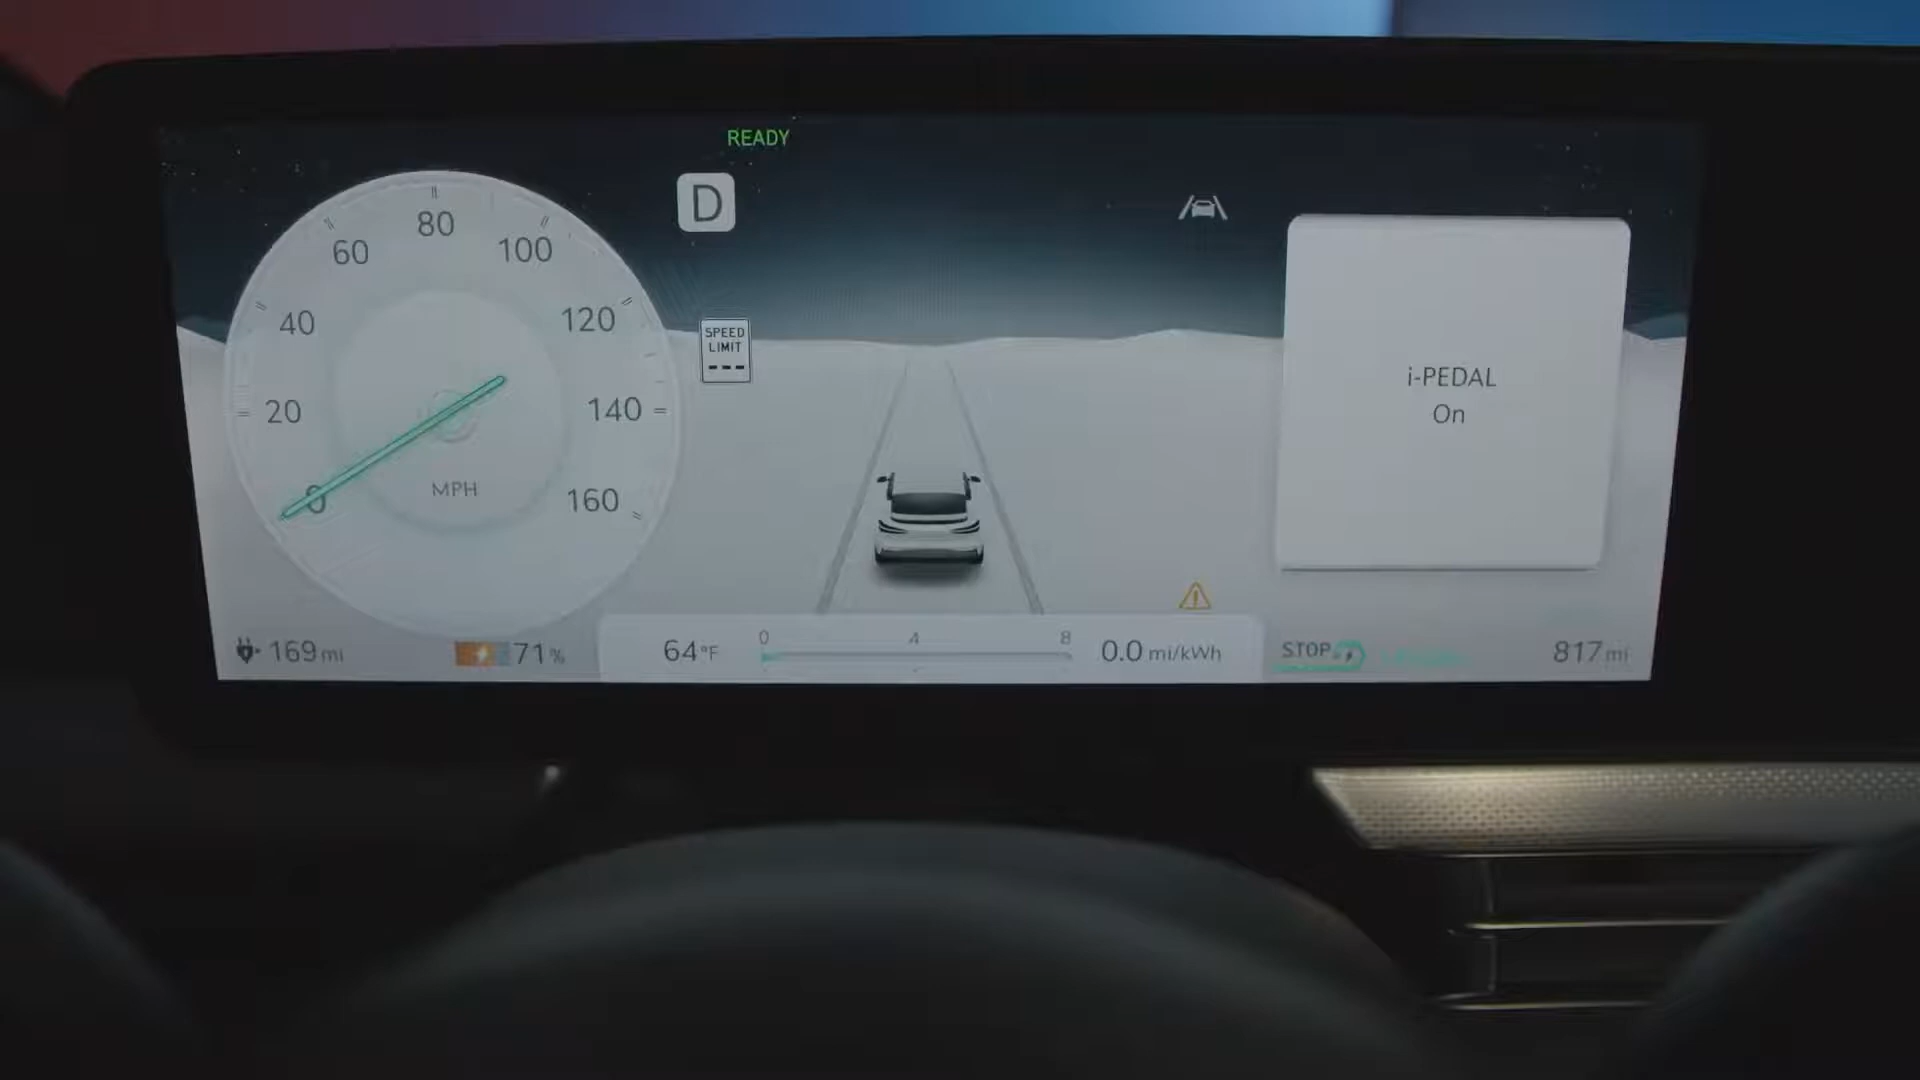 READY
D
80
60
100
40
120
20
140
0
160
MPH
SPEED
LIMIT
---
i-PEDAL
On
169 mi
71%
64°F
0
4
8
0.0 mi/kWh
STOP
817 mi